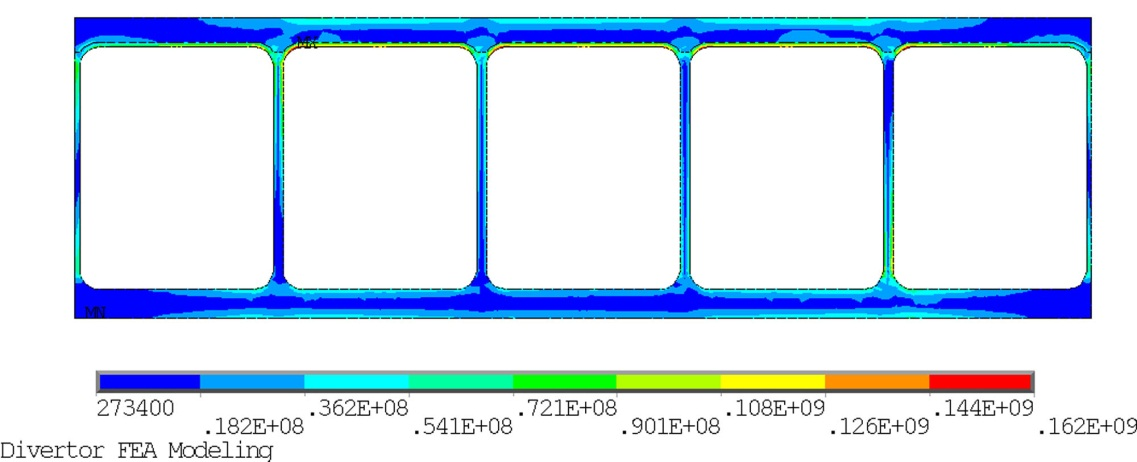 MX
MN
273400 .362E+08 .721E+08 .108E+09 .144E+09
.182E+08 .541E+08 .901E+08 .126E+09 .162E+09
Divertor FEA Modeling